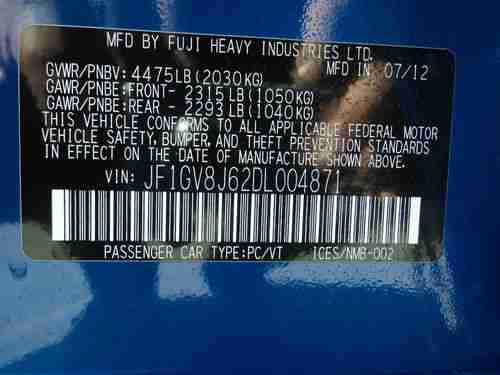 MFD BY FUJI HEAVY INDUSTRIES LTD.
MFD IN 07/12
GVWR/PNBV: 4475LB(2030KG)
GAWR/PNBE:FRONT- 2315LB(1050KG)
GAWR/PNBE:REAR - 2293LB(1040KG)
THIS VEHICLE CONFORMS TO ALL APPLICABLE FEDERAL MOTOR
VEHICLE SAFETY, BUMPER, AND THEFT PREVENTION STANDARDS
IN EFFECT ON THE DATE OF MANUFACTURE SHOWN ABOVE.
VIN: JF1GV8J62DL004871
PASSENGER CAR TYPE:PC/VT ICES/NMB-002